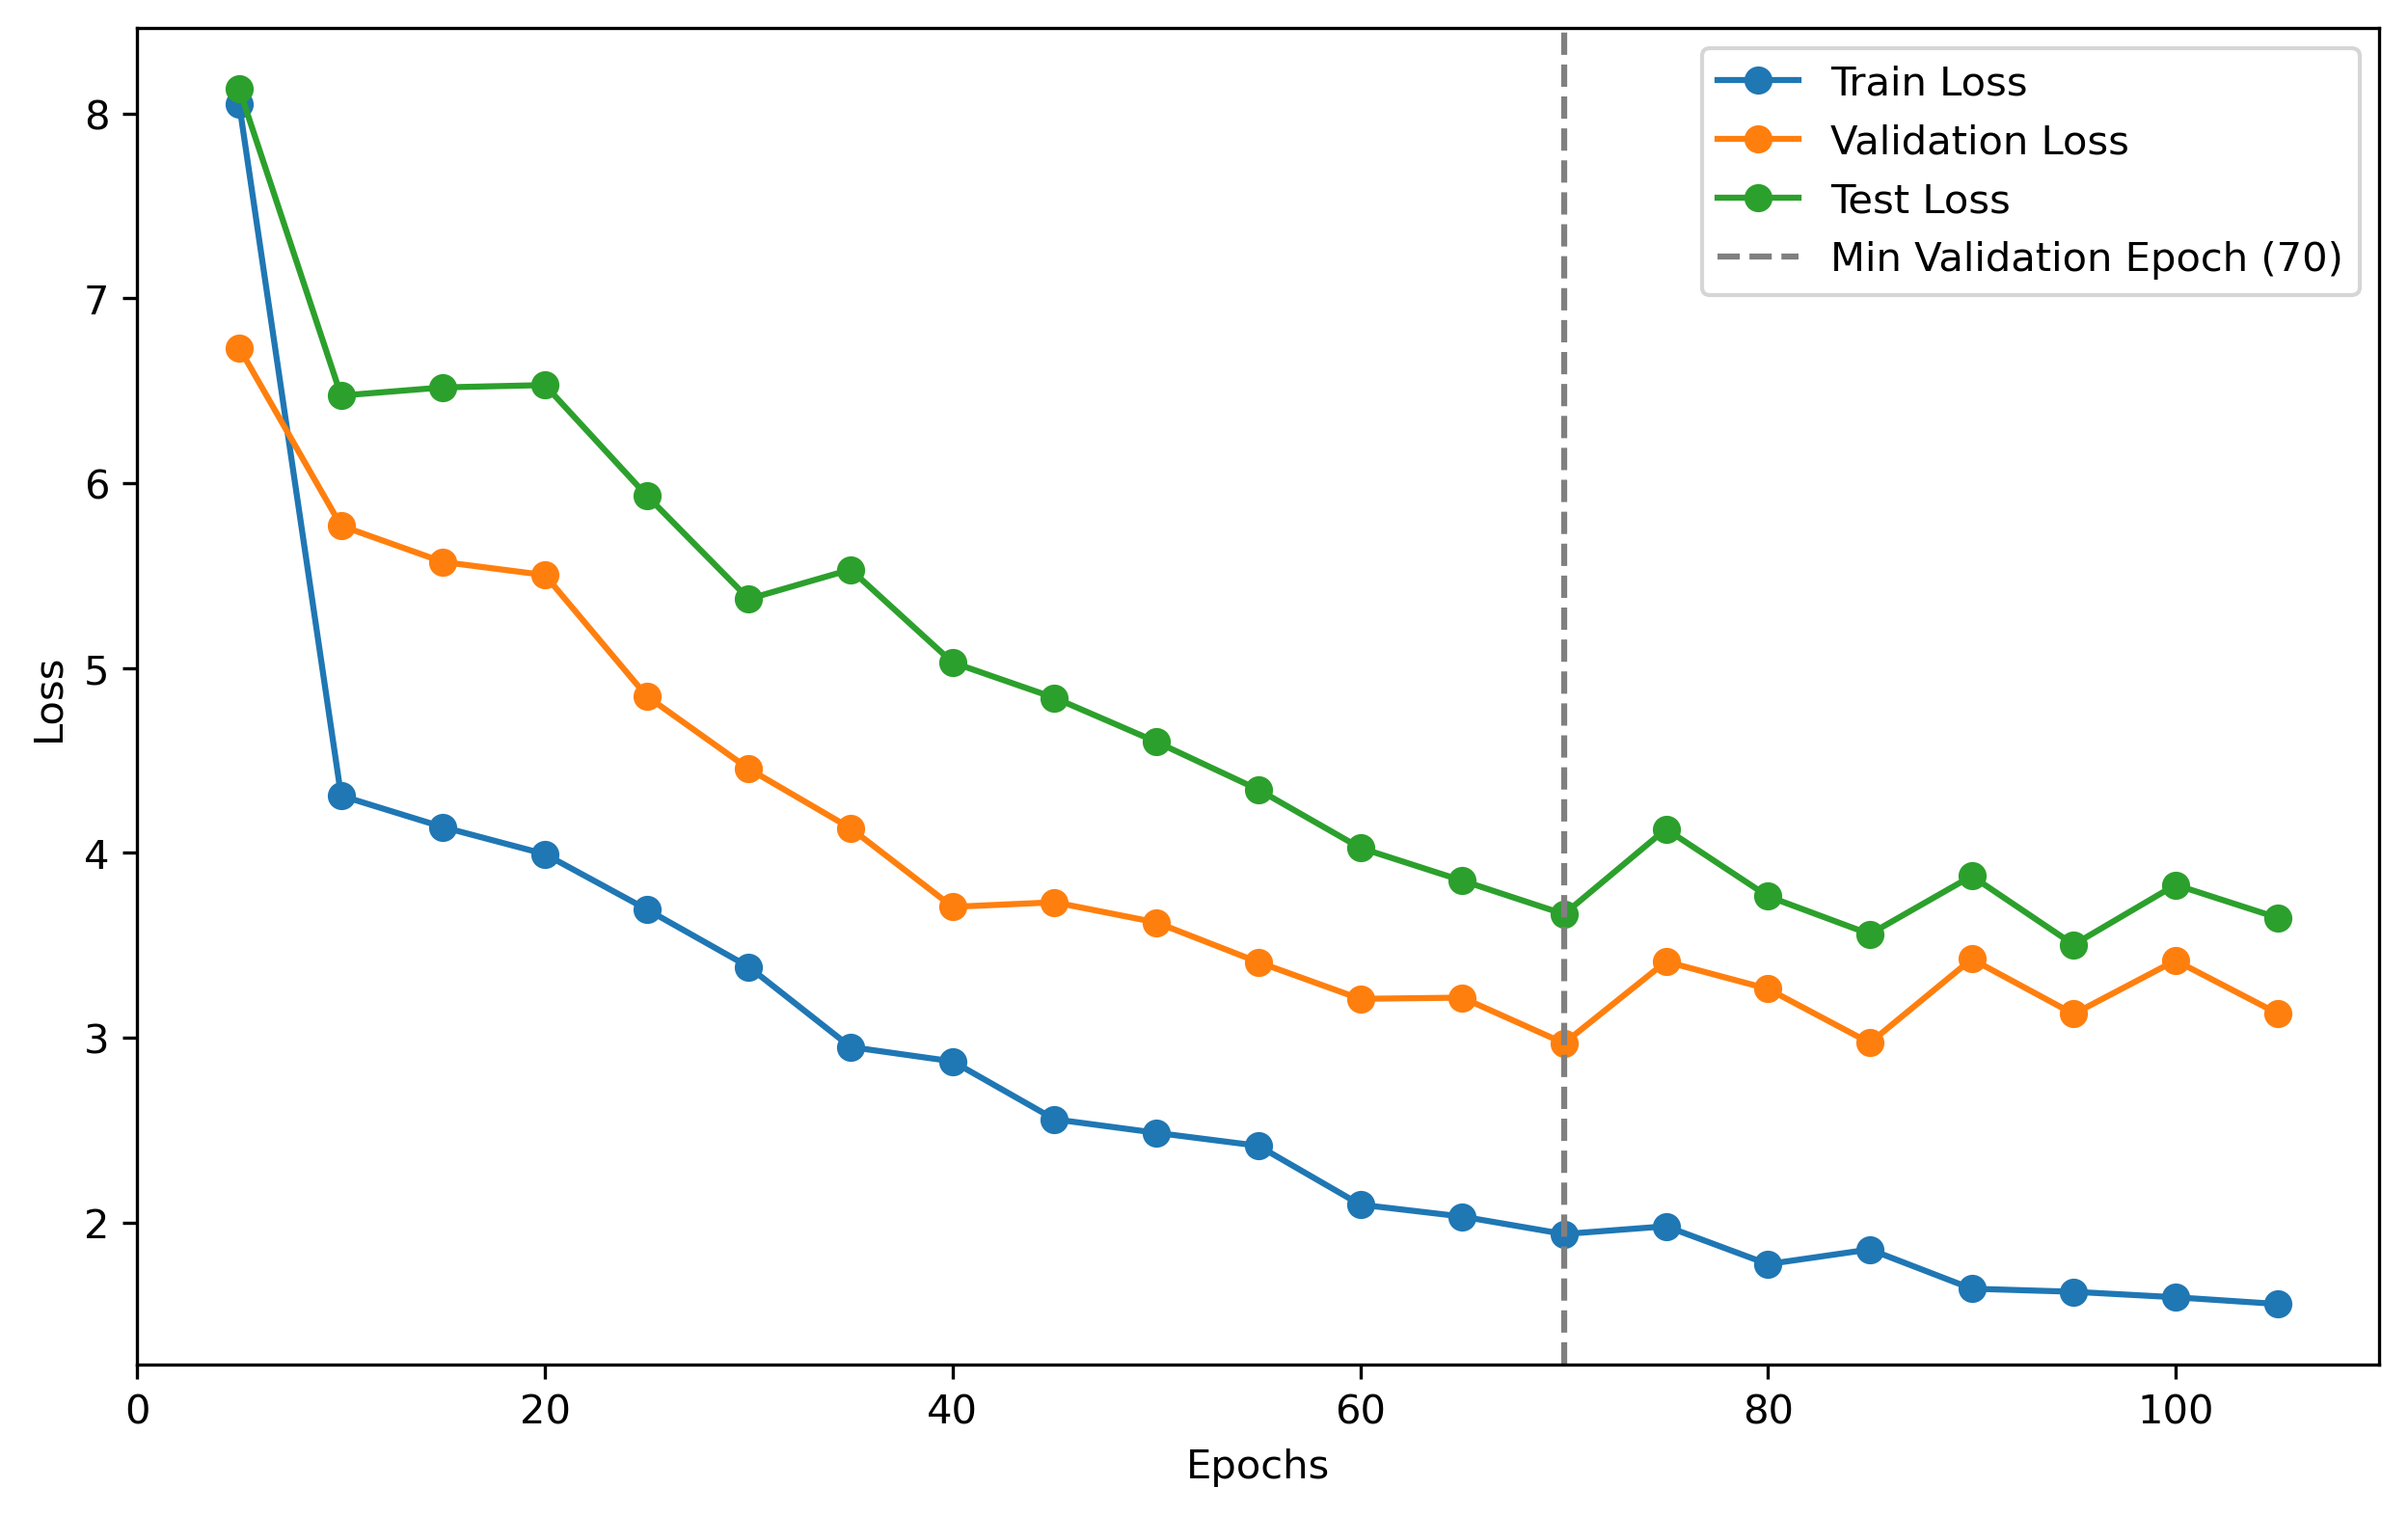 Train Loss
Validation Loss
Test Loss
Min Validation Epoch (70)
8
7
6
5
4
3
2
Loss
0 20 40 60 80 100
Epochs